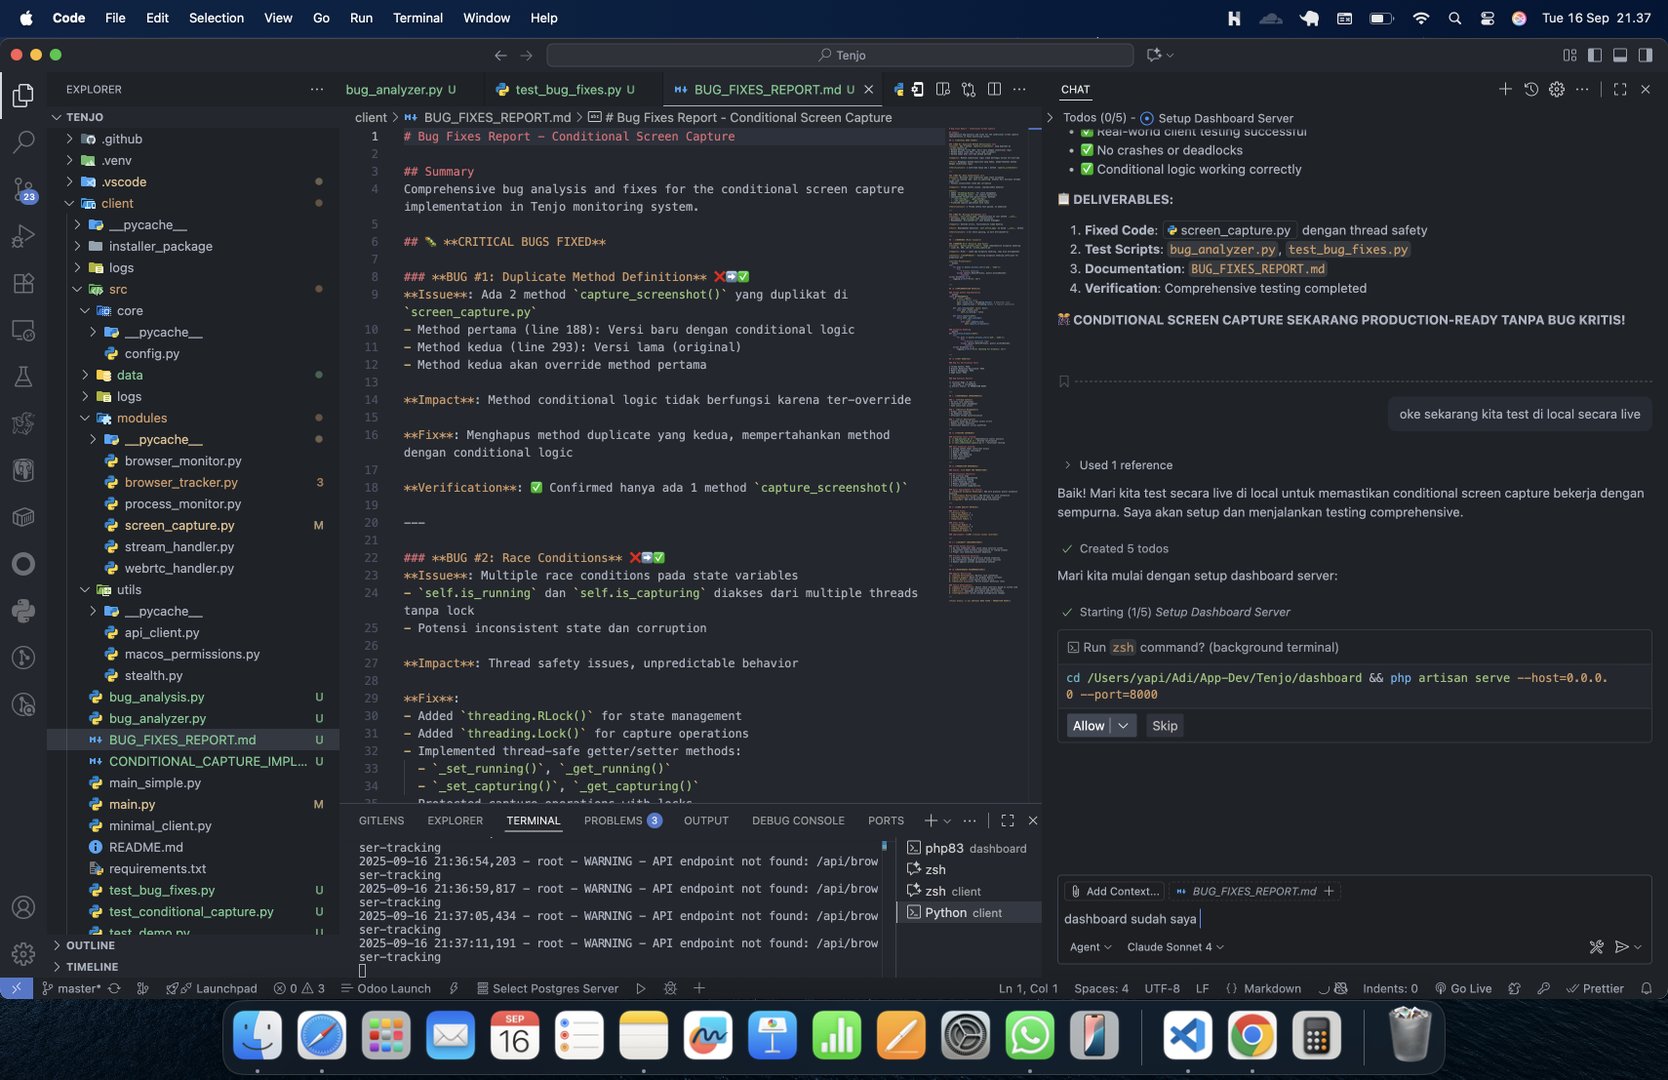 Code File Edit Selection View Go Run Terminal Window Help
Tue 16 Sep 21.37
Tenjo
EXPLORER
TENJO
.github
.venv
.vscode
client
__pycache__
installer_package
logs
src
core
__pycache__
config.py
data
logs
modules
__pycache__
browser_monitor.py
browser_tracker.py 3
process_monitor.py
screen_capture.py M
stream_handler.py
webrtc_handler.py
utils
__pycache__
api_client.py
macos_permissions.py
stealth.py
bug_analysis.py U
bug_analyzer.py U
BUG_FIXES_REPORT.md U
CONDITIONAL_CAPTURE_IMPL... U
main_simple.py
main.py M
minimal_client.py
README.md
requirements.txt
test_bug_fixes.py U
test_conditional_capture.py U
test_demo.py U
OUTLINE
TIMELINE
23
bug_analyzer.py U test_bug_fixes.py U BUG_FIXES_REPORT.md U
client > BUG_FIXES_REPORT.md > # Bug Fixes Report - Conditional Screen Capture
1 # Bug Fixes Report - Conditional Screen Capture
2
3 ## Summary
4 Comprehensive bug analysis and fixes for the conditional screen capture
implementation in Tenjo monitoring system.
5
6 ## 🐛 **CRITICAL BUGS FIXED**
7
8 ### **BUG #1: Duplicate Method Definition** ❌➡️✅
9 **Issue**: Ada 2 method `capture_screenshot()` yang duplikat di
`screen_capture.py`
10 - Method pertama (line 188): Versi baru dengan conditional logic
11 - Method kedua (line 293): Versi lama (original)
12 - Method kedua akan override method pertama
13
14 **Impact**: Method conditional logic tidak berfungsi karena ter-override
15
16 **Fix**: Menghapus method duplicate yang kedua, mempertahankan method
dengan conditional logic
17
18 **Verification**: ✅ Confirmed hanya ada 1 method `capture_screenshot()`
19
20 ---
21
22 ### **BUG #2: Race Conditions** ❌➡️✅
23 **Issue**: Multiple race conditions pada state variables
24 - `self.is_running` dan `self.is_capturing` diakses dari multiple threads
tanpa lock
25 - Potensi inconsistent state dan corruption
26
27 **Impact**: Thread safety issues, unpredictable behavior
28
29 **Fix**:
30 - Added `threading.RLock()` for state management
31 - Added `threading.Lock()` for capture operations
32 - Implemented thread-safe getter/setter methods:
33 - `_set_running()`, `_get_running()`
34 - `_set_capturing()`, `_get_capturing()`
35 - Protected capture operations with locks
GITLENS EXPLORER TERMINAL PROBLEMS 3 OUTPUT DEBUG CONSOLE PORTS
ser-tracking
2025-09-16 21:36:54,203 - root - WARNING - API endpoint not found: /api/brow
ser-tracking
2025-09-16 21:36:59,817 - root - WARNING - API endpoint not found: /api/brow
ser-tracking
2025-09-16 21:37:05,434 - root - WARNING - API endpoint not found: /api/brow
ser-tracking
2025-09-16 21:37:11,191 - root - WARNING - API endpoint not found: /api/brow
ser-tracking
php83 dashboard
zsh
zsh client
Python client
CHAT
Todos (0/5) - Setup Dashboard Server
• ✅ Real-world client testing successful
• ✅ No crashes or deadlocks
• ✅ Conditional logic working correctly
📋 DELIVERABLES:
1. Fixed Code: screen_capture.py dengan thread safety
2. Test Scripts: bug_analyzer.py, test_bug_fixes.py
3. Documentation: BUG_FIXES_REPORT.md
4. Verification: Comprehensive testing completed
🎊 CONDITIONAL SCREEN CAPTURE SEKARANG PRODUCTION-READY TANPA BUG KRITIS!
oke sekarang kita test di local secara live
Used 1 reference
Baik! Mari kita test secara live di local untuk memastikan conditional screen capture bekerja dengan
sempurna. Saya akan setup dan menjalankan testing comprehensive.
Created 5 todos
Mari kita mulai dengan setup dashboard server:
Starting (1/5) Setup Dashboard Server
Run zsh command? (background terminal)
cd /Users/yapi/Adi/App-Dev/Tenjo/dashboard && php artisan serve --host=0.0.0.
0 --port=8000
Allow Skip
Add Context... BUG_FIXES_REPORT.md
dashboard sudah saya
Agent Claude Sonnet 4
master* Launchpad 0 3 Odoo Launch Select Postgres Server Ln 1, Col 1 Spaces: 4 UTF-8 LF Markdown Indents: 0 Go Live Prettier
SEP
16